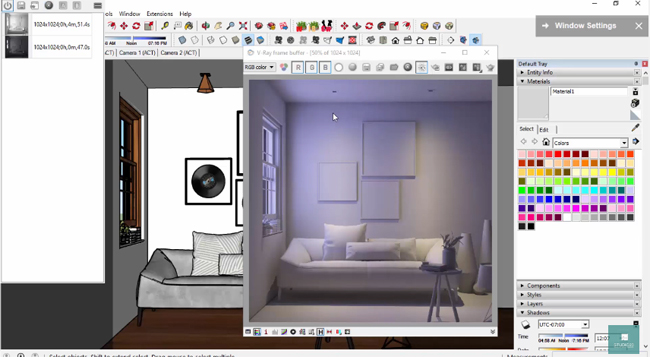 1024x1024;0h,4m,51.4s
1024x1024;0h,0m,47.0s
Window Extensions Help
Window Settings
AM Noon 07:16 PM
(ACT) Camera 1 (ACT) Camera 2 (ACT)
V-Ray frame buffer - [50% of 1024 x 1024]
RGB color
R G B
Default Tray
Entity Info
Materials
Material1
Select Edit
Colors
Components
Styles
Layers
Shadows
UTC-07:00
04:58 AM Noon 07:16 PM
Select objects. Shift to extend select. Drag mouse to select multiple.